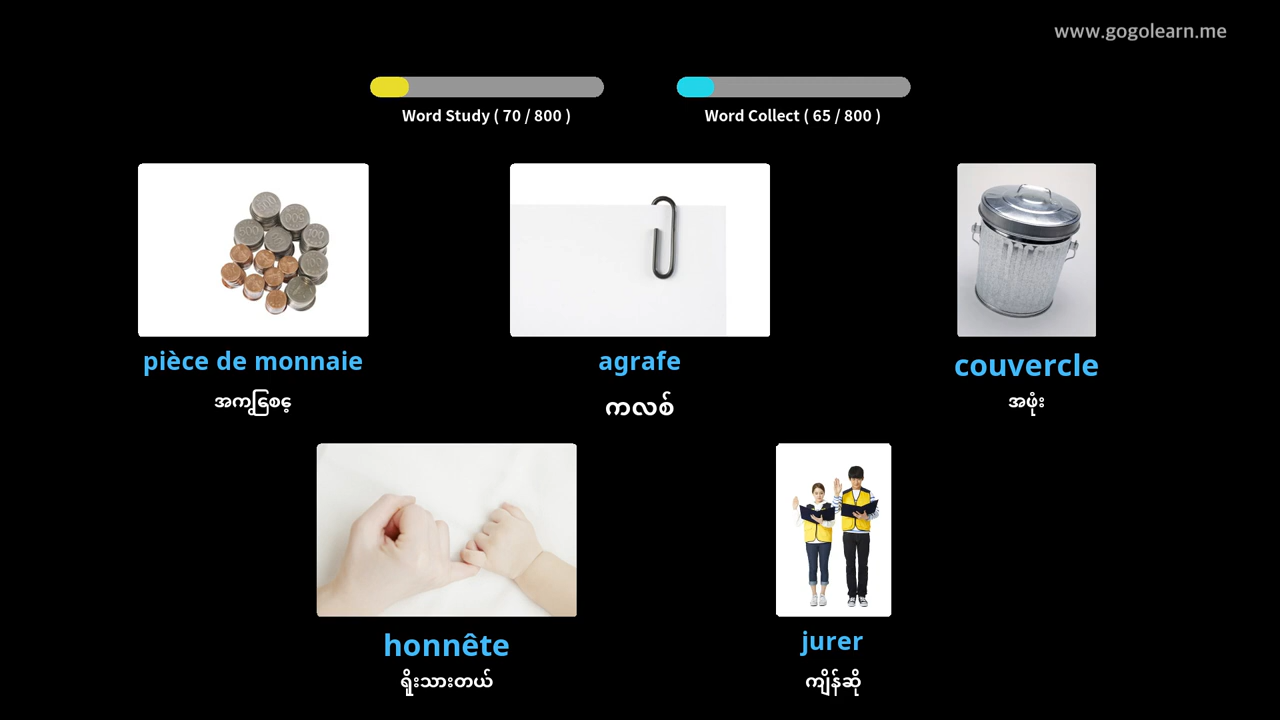 www.gogolearn.me
Word Study ( 70 / 800 )
Word Collect ( 65 / 800 )
pièce de monnaie
agrafe
couvercle
အကြွေစေ့
ကလစ်
အဖုံး
honnête
jurer
ရိုးသားတယ်
ကျိန်ဆို